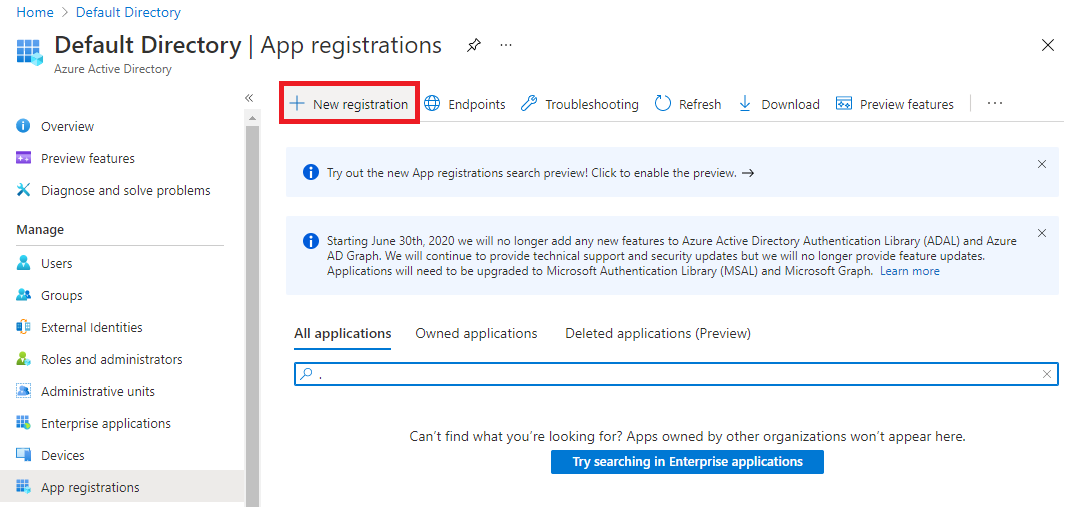 Home > Default Directory
Default Directory | App registrations
Azure Active Directory
Overview
Preview features
Diagnose and solve problems
Manage
Users
Groups
External Identities
Roles and administrators
Administrative units
Enterprise applications
Devices
App registrations
New registration Endpoints Troubleshooting Refresh Download Preview features
Try out the new App registrations search preview! Click to enable the preview. →
Starting June 30th, 2020 we will no longer add any new features to Azure Active Directory Authentication Library (ADAL) and Azure
AD Graph. We will continue to provide technical support and security updates but we will no longer provide feature updates.
Applications will need to be upgraded to Microsoft Authentication Library (MSAL) and Microsoft Graph. Learn more
All applications Owned applications Deleted applications (Preview)
.
Can't find what you're looking for? Apps owned by other organizations won't appear here.
Try searching in Enterprise applications